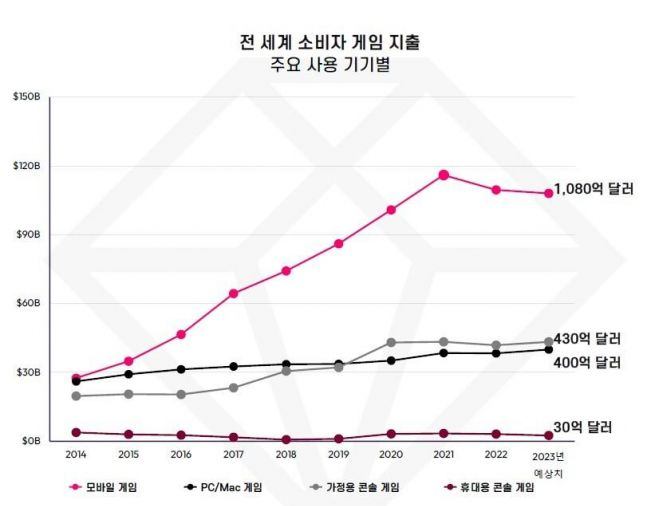 전 세계 소비자 게임 지출
주요 사용 기기별
$150B
$120B
$90B
$60B
$30B
$0B
1,080억 달러
430억 달러
400억 달러
30억 달러
2014 2015 2016 2017 2018 2019 2020 2021 2022 2023년
예상치
모바일 게임 PC/Mac 게임 가정용 콘솔 게임 휴대용 콘솔 게임